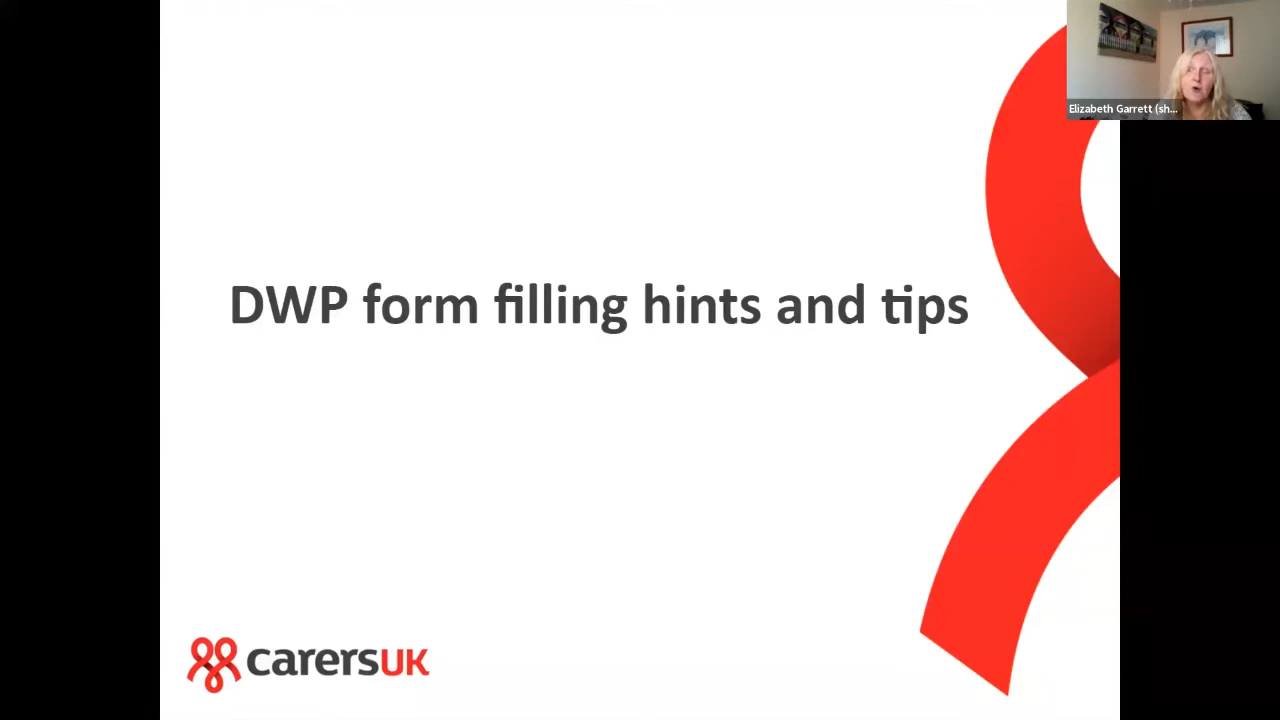 Elizabeth Garrett (sh...
DWP form filling hints and tips
carersUK